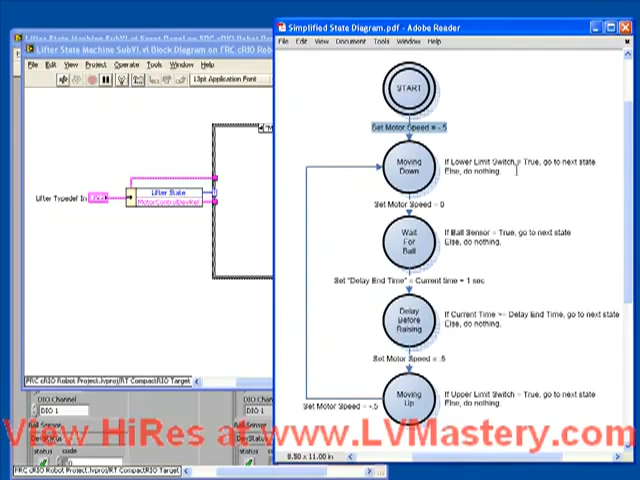 Simplified State Diagram.pdf - Adobe Reader
File Edit View Document Tools Window Help
START
Set Motor Speed = -.5
Moving
Down
If Lower Limit Switch = True, go to next state
Else, do nothing.
Set Motor Speed = 0
Wait
For
Ball
If Ball Sensor = True, go to next state
Else, do nothing.
Set "Delay End Time" = Current time + 1 sec
Delay
Before
Raising
If Current Time >= Delay End Time, go to next state
Else, do nothing.
Set Motor Speed = .5
Moving
Up
If Upper Limit Switch = True, go to next state
Else, do nothing.
Set Motor Speed = -.5
8.50 x 11.00 in
Lifter State Machine SubVI.vi Block Diagram on FRC cRIO Robot
File Edit View Project Operate Tools Window Help
13pt Application Font
Lifter Typedef In
Lifter State
MotorControlDevRef
FRC cRIO Robot Project.lvproj/RT CompactRIO Target
DIO Channel
DIO 1
DIO Channel
DIO 1
Ball Sensor
DevStatus
status code
0
DevStatus
status
FRC cRIO Robot Project.lvproj/RT CompactRIO Target
View HiRes at www.LVMastery.com